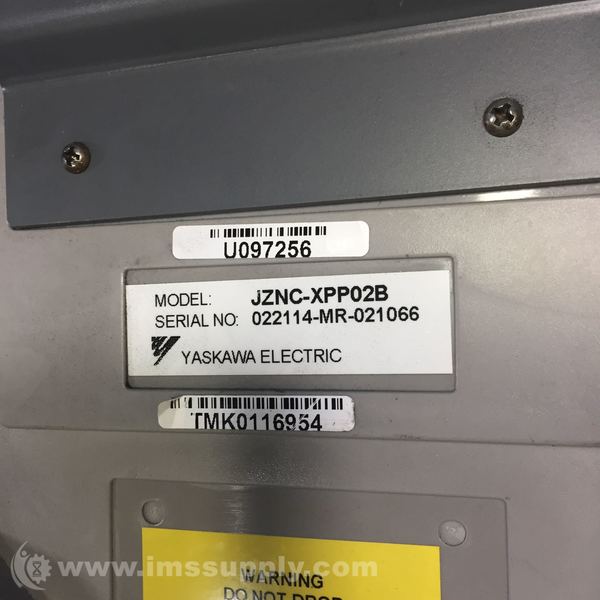 U097256
MODEL: JZNC-XPP02B
SERIAL NO: 022114-MR-021066
YASKAWA ELECTRIC
TMK0116954
www.imssupply.com
WARNING
DO NOT DROP